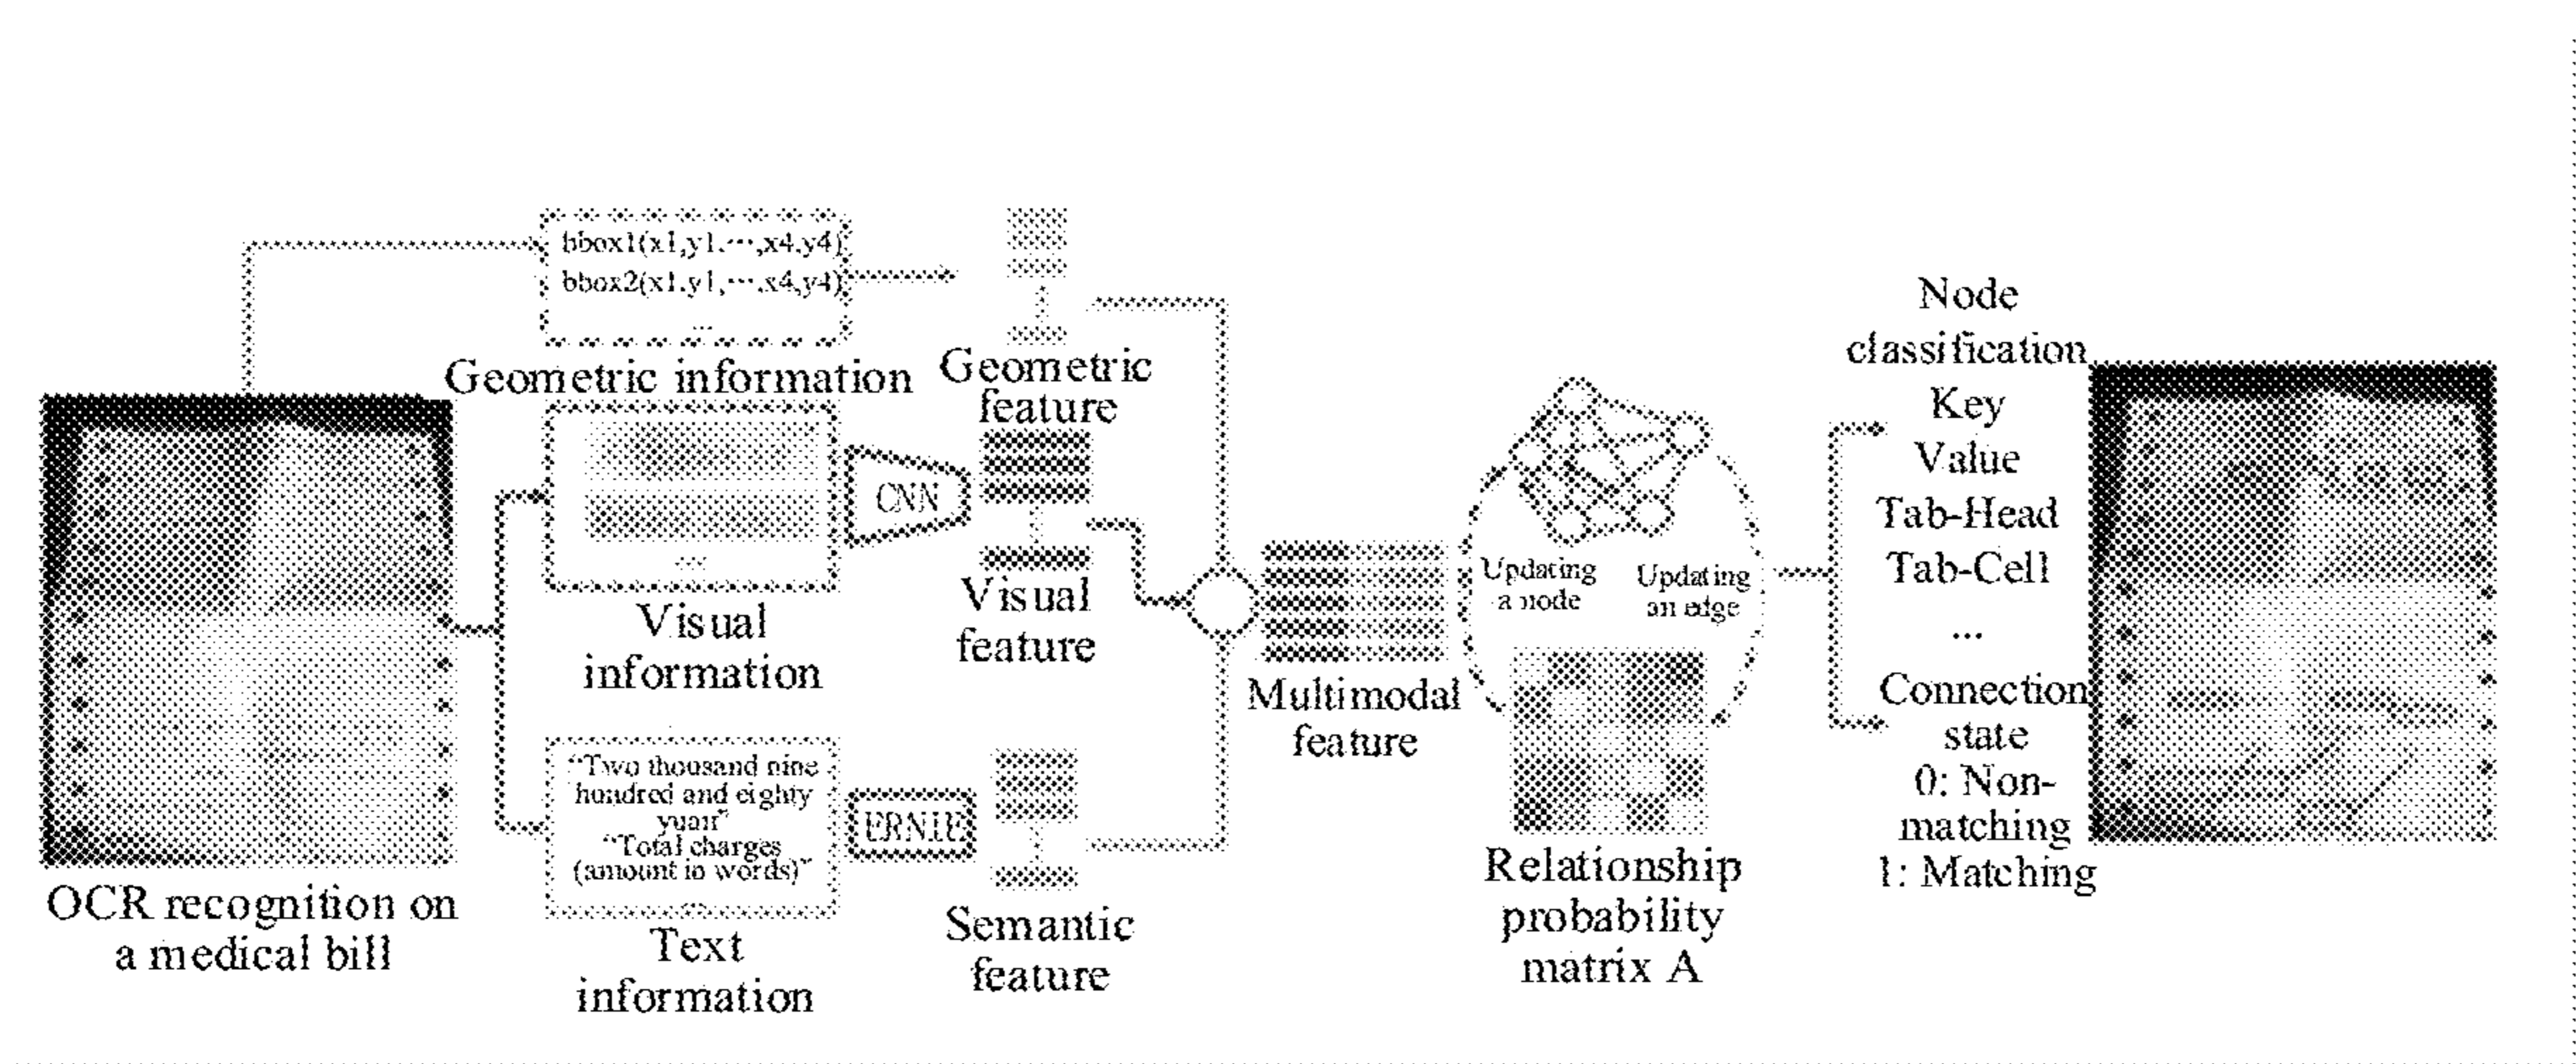 bbox1(x1,y1,…,x4,y4)
bbox2(x1,y1,…,x4,y4)
...
Geometric information
Geometric
feature
CNN
...
Visual
information
Visual
feature
"Two thousand nine
hundred and eighty
yuan"
"Total charges
(amount in words)"
...
Text
information
ERNIE
Semantic
feature
OCR recognition on
a medical bill
Multimodal
feature
Updating
a node
Updating
an edge
Relationship
probability
matrix A
Node
classification
Key
Value
Tab-Head
Tab-Cell
...
Connection
state
0: Non-
matching
1: Matching